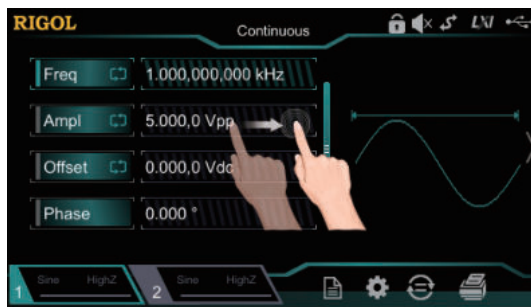 RIGOL
Continuous
LXI
Freq 1.000,000,000 kHz
Ampl 5.000,0 Vpp
Offset 0.000,0 Vdc
Phase 0.000 °
1 Sine HighZ
2 Sine HighZ